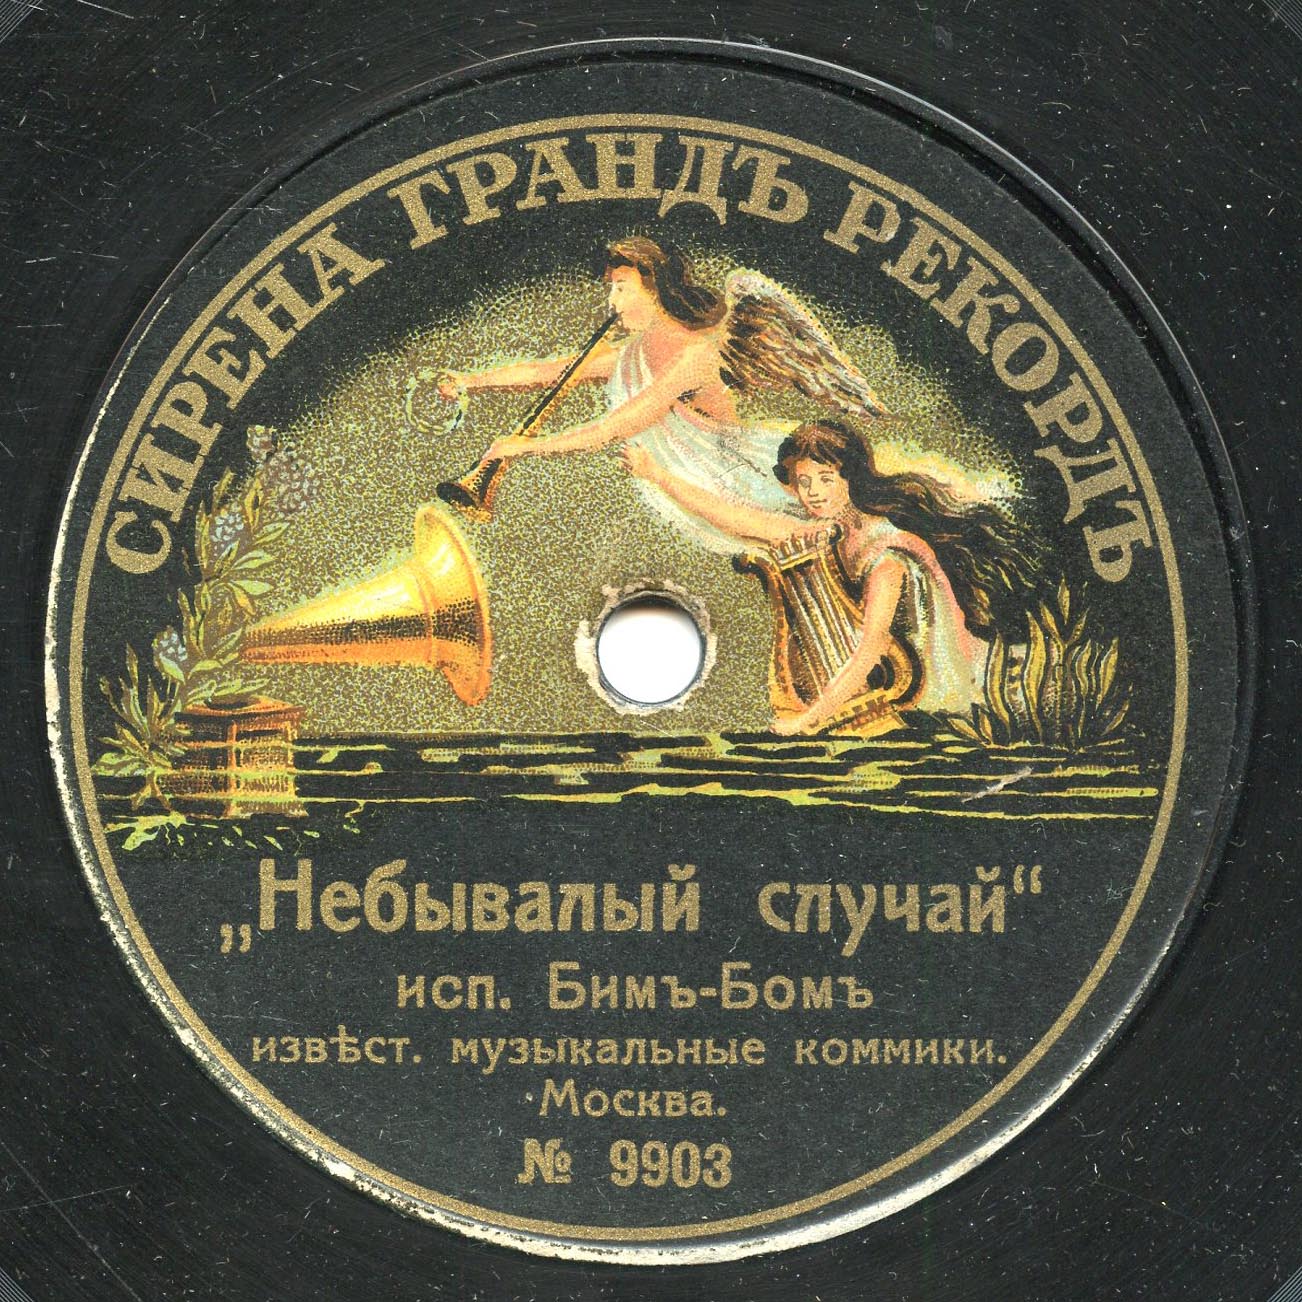 СИРЕНА ГРАНДЪ РЕКОРДЪ
„Небывалый случай“
исп. Бимъ-Бомъ
извѣст. музыкальные коммики.
Москва.
№ 9903